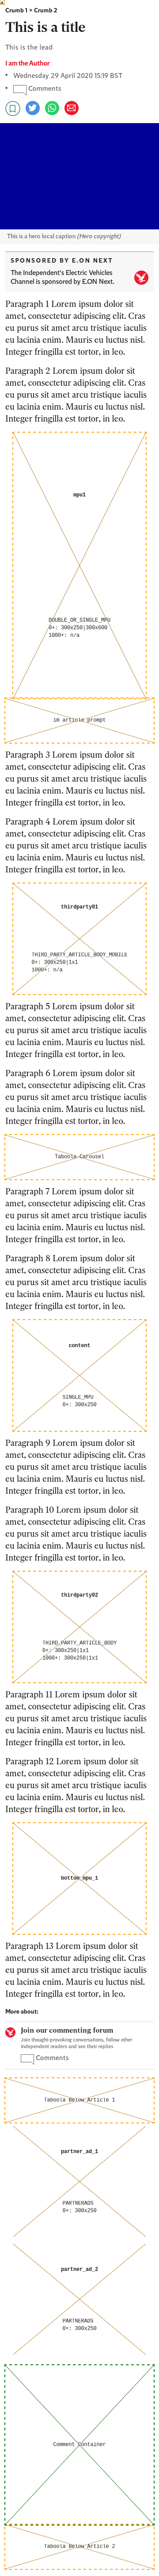 Crumb 1 > Crumb 2
This is a title
This is the lead
I am the Author
Wednesday 29 April 2020 15:19 BST
Comments
This is a hero local caption (Hero copyright)
SPONSORED BY E.ON NEXT
The Independent's Electric Vehicles
Channel is sponsored by E.ON Next.
Paragraph 1 Lorem ipsum dolor sit
amet, consectetur adipiscing elit. Cras
eu purus sit amet arcu tristique iaculis
eu lacinia enim. Mauris eu luctus nisl.
Integer fringilla est tortor, in leo.
Paragraph 2 Lorem ipsum dolor sit
amet, consectetur adipiscing elit. Cras
eu purus sit amet arcu tristique iaculis
eu lacinia enim. Mauris eu luctus nisl.
Integer fringilla est tortor, in leo.
mpu1
DOUBLE_OR_SINGLE_MPU
0+: 300x250|300x600
1000+: n/a
im article prompt
Paragraph 3 Lorem ipsum dolor sit
amet, consectetur adipiscing elit. Cras
eu purus sit amet arcu tristique iaculis
eu lacinia enim. Mauris eu luctus nisl.
Integer fringilla est tortor, in leo.
Paragraph 4 Lorem ipsum dolor sit
amet, consectetur adipiscing elit. Cras
eu purus sit amet arcu tristique iaculis
eu lacinia enim. Mauris eu luctus nisl.
Integer fringilla est tortor, in leo.
thirdparty01
THIRD_PARTY_ARTICLE_BODY_MOBILE
0+: 300x250|1x1
1000+: n/a
Paragraph 5 Lorem ipsum dolor sit
amet, consectetur adipiscing elit. Cras
eu purus sit amet arcu tristique iaculis
eu lacinia enim. Mauris eu luctus nisl.
Integer fringilla est tortor, in leo.
Paragraph 6 Lorem ipsum dolor sit
amet, consectetur adipiscing elit. Cras
eu purus sit amet arcu tristique iaculis
eu lacinia enim. Mauris eu luctus nisl.
Integer fringilla est tortor, in leo.
Taboola Carousel
Paragraph 7 Lorem ipsum dolor sit
amet, consectetur adipiscing elit. Cras
eu purus sit amet arcu tristique iaculis
eu lacinia enim. Mauris eu luctus nisl.
Integer fringilla est tortor, in leo.
Paragraph 8 Lorem ipsum dolor sit
amet, consectetur adipiscing elit. Cras
eu purus sit amet arcu tristique iaculis
eu lacinia enim. Mauris eu luctus nisl.
Integer fringilla est tortor, in leo.
content
SINGLE_MPU
0+: 300x250
Paragraph 9 Lorem ipsum dolor sit
amet, consectetur adipiscing elit. Cras
eu purus sit amet arcu tristique iaculis
eu lacinia enim. Mauris eu luctus nisl.
Integer fringilla est tortor, in leo.
Paragraph 10 Lorem ipsum dolor sit
amet, consectetur adipiscing elit. Cras
eu purus sit amet arcu tristique iaculis
eu lacinia enim. Mauris eu luctus nisl.
Integer fringilla est tortor, in leo.
thirdparty02
THIRD_PARTY_ARTICLE_BODY
0+: 300x250|1x1
1000+: 300x250|1x1
Paragraph 11 Lorem ipsum dolor sit
amet, consectetur adipiscing elit. Cras
eu purus sit amet arcu tristique iaculis
eu lacinia enim. Mauris eu luctus nisl.
Integer fringilla est tortor, in leo.
Paragraph 12 Lorem ipsum dolor sit
amet, consectetur adipiscing elit. Cras
eu purus sit amet arcu tristique iaculis
eu lacinia enim. Mauris eu luctus nisl.
Integer fringilla est tortor, in leo.
bottom_mpu_1
Paragraph 13 Lorem ipsum dolor sit
amet, consectetur adipiscing elit. Cras
eu purus sit amet arcu tristique iaculis
eu lacinia enim. Mauris eu luctus nisl.
Integer fringilla est tortor, in leo.
More about:
Join our commenting forum
Join thought-provoking conversations, follow other
Independent readers and see their replies
Comments
Taboola Below Article 1
partner_ad_1
PARTNERADS
0+: 300x250
partner_ad_2
PARTNERADS
0+: 300x250
Comment Container
Taboola Below Article 2